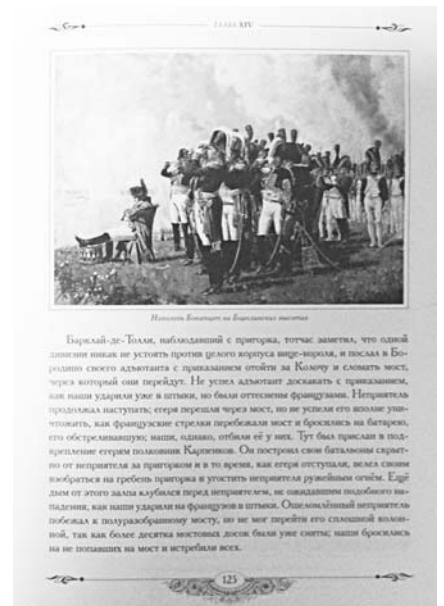 ГЛАВА XIV
Наполеон Бонапарт на Бородинских высотах
Барклай-де-Толли, наблюдавший с пригорка, тотчас заметил, что одной
дивизии никак не устоять против целого корпуса вице-короля, и послал в Бо-
родино своего адъютанта с приказанием отойти за Колочу и сломать мост,
через который они перейдут. Не успел адъютант доскакать с приказанием,
как наши ударили уже в штыки, но были оттеснены французами. Неприятель
продолжал наступать; егеря перешли через мост, но не успели его вполне уни-
чтожить, как французские стрелки перебежали мост и бросились на батарею,
его обстреливавшую; наши, однако, отбили её у них. Тут был прислан в под-
крепление егерям полковник Карпенков. Он построил свои батальоны скрыт-
но от неприятеля за пригорком и в то время, как егеря отступали, велел своим
взобраться на гребень пригорка и угостить неприятеля ружейным огнём. Ещё
дым от этого залпа клубился перед неприятелем, не ожидавшим подобного на-
падения, как наши ударили на французов в штыки. Ошеломлённый неприятель
побежал к полуразобранному мосту, но не мог перейти его сплошной колон-
ной, так как более десятка мостовых досок были уже сняты; наши бросились
на не попавших на мост и истребили всех.
125